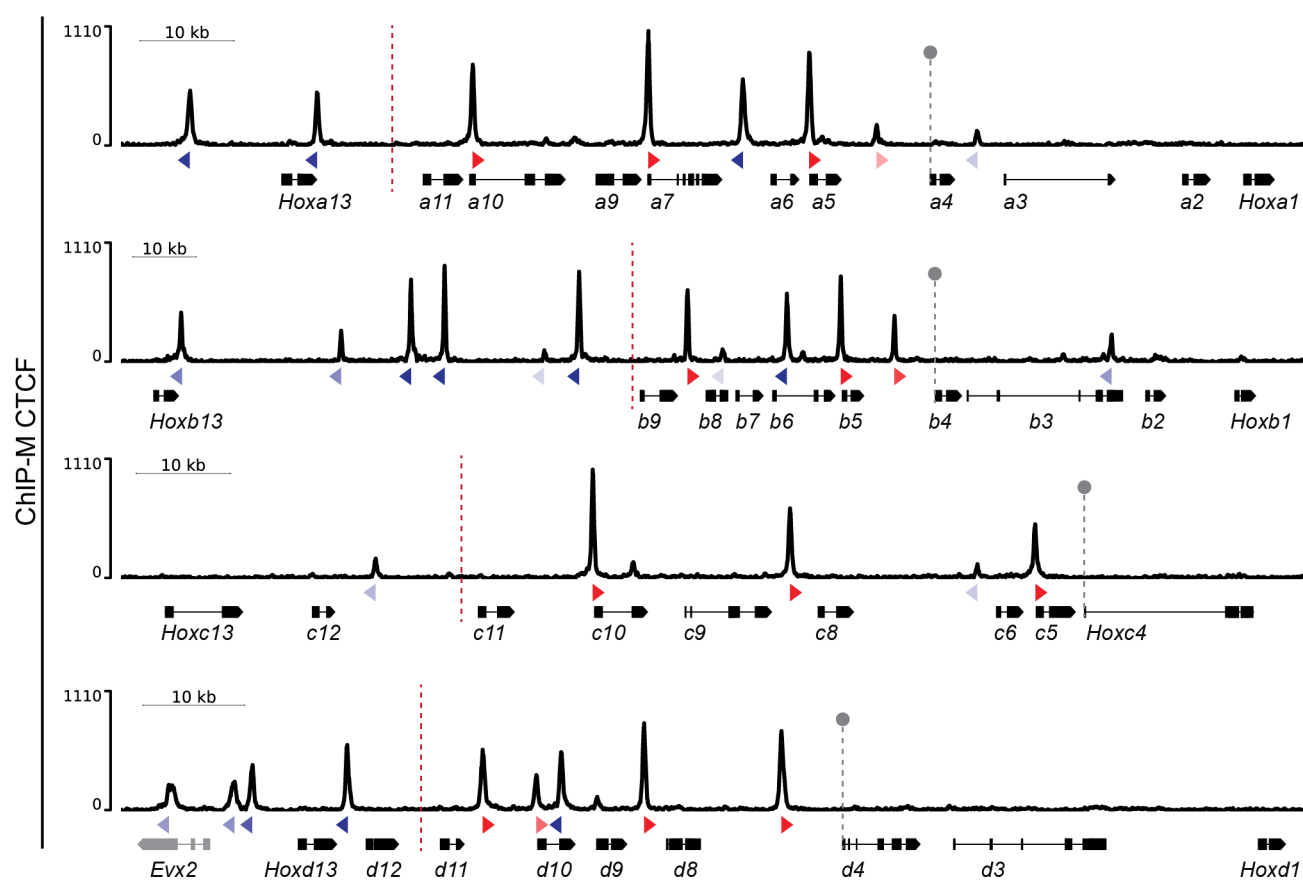 ChIP-M CTCF
1110
10 kb
0
Hoxa13 a11 a10 a9 a7 a6 a5 a4 a3 a2 Hoxa1
1110
10 kb
0
Hoxb13 b9 b8 b7 b6 b5 b4 b3 b2 Hoxb1
1110
10 kb
0
Hoxc13 c12 c11 c10 c9 c8 c6 c5 Hoxc4
1110
10 kb
0
Evx2 Hoxd13 d12 d11 d10 d9 d8 d4 d3 Hoxd1